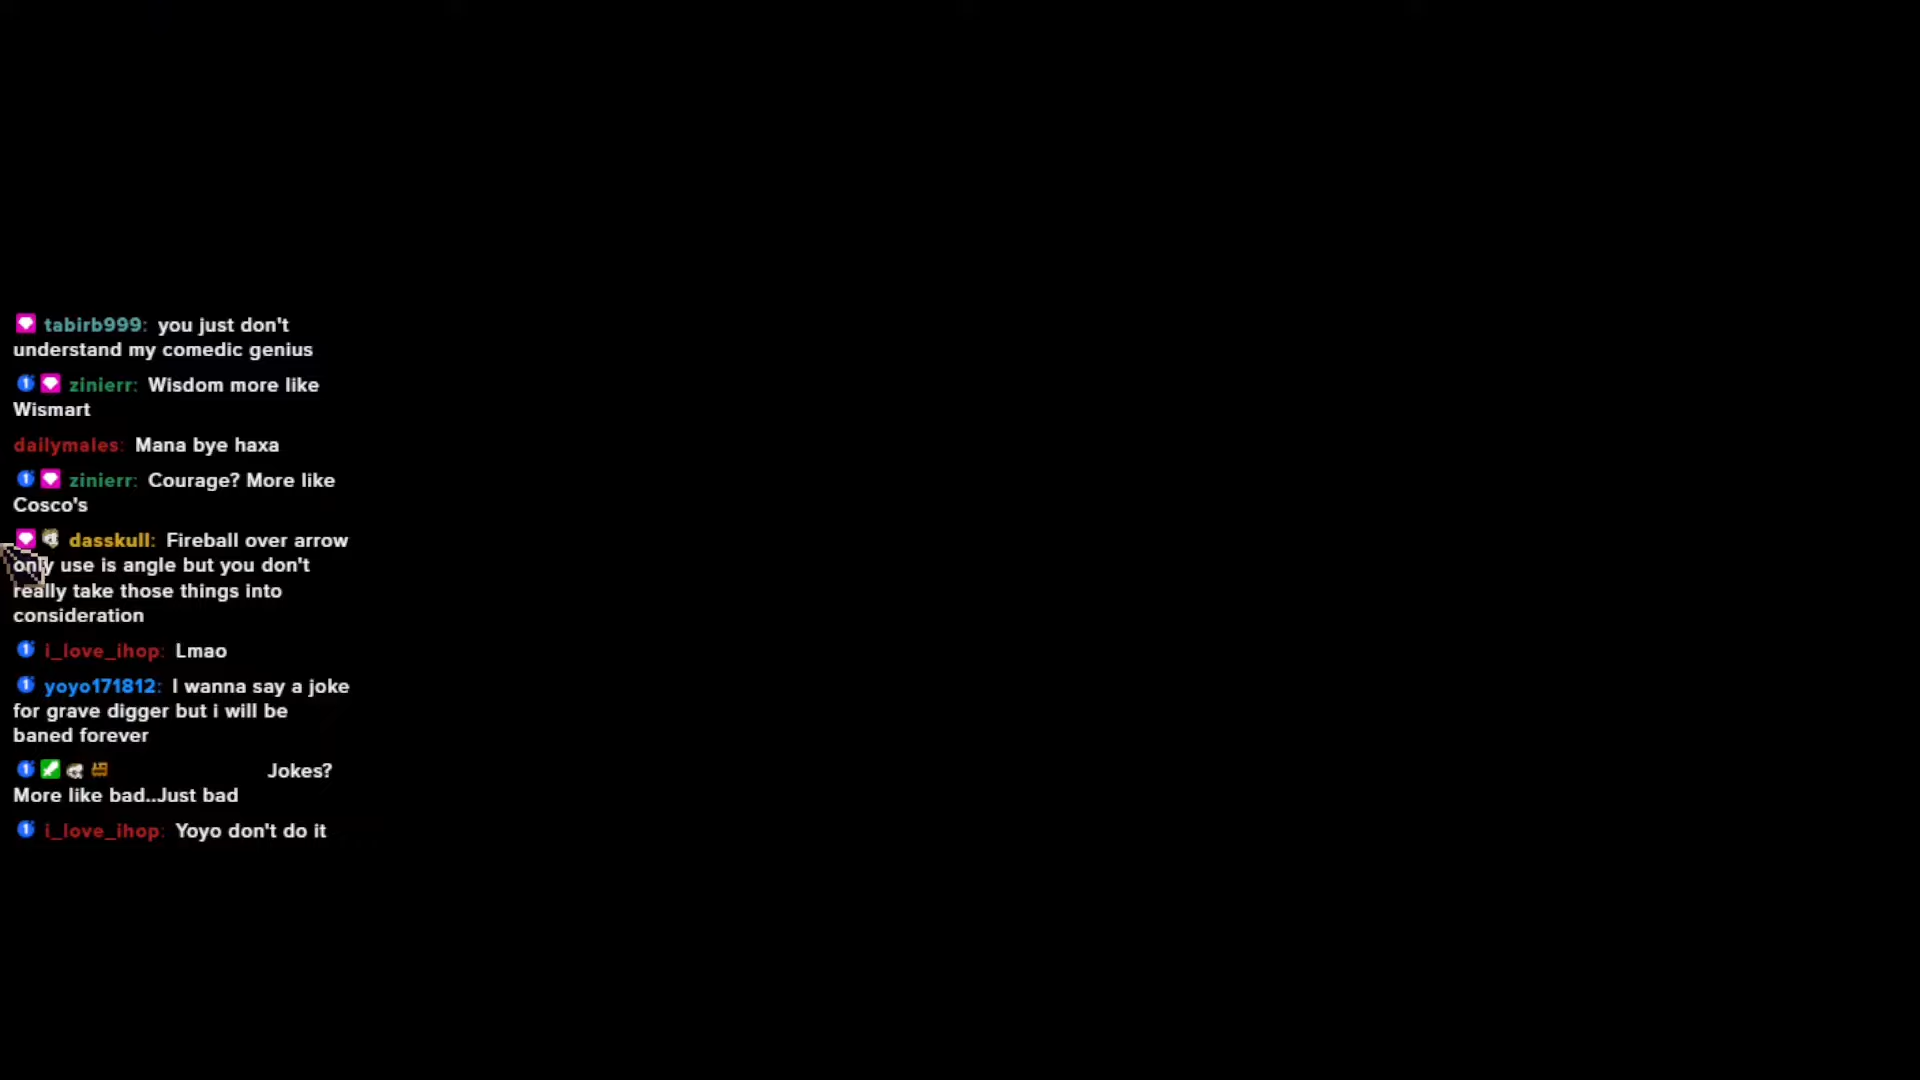 tabirb999: you just don't
understand my comedic genius
zinierr: Wisdom more like
Wismart
dailymales: Mana bye haxa
zinierr: Courage? More like
Cosco's
dasskull: Fireball over arrow
only use is angle but you don't
really take those things into
consideration
i_love_ihop: Lmao
yoyo171812: I wanna say a joke
for grave digger but i will be
baned forever
Jokes?
More like bad..Just bad
i_love_ihop: Yoyo don't do it